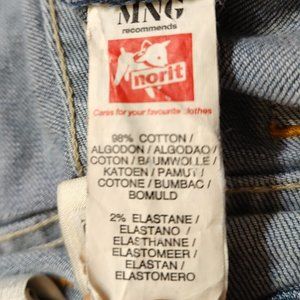 MNG
recommends
norit
Cares for your favourite clothes
98% COTTON /
ALGODON / ALGODAO /
COTON / BAUMWOLLE /
KATOEN / PAMUT /
COTONE / BUMBAC /
BOMULD
2% ELASTANE /
ELASTANO /
ELASTHANNE /
ELASTOMEER /
ELASTAN /
ELASTOMERO